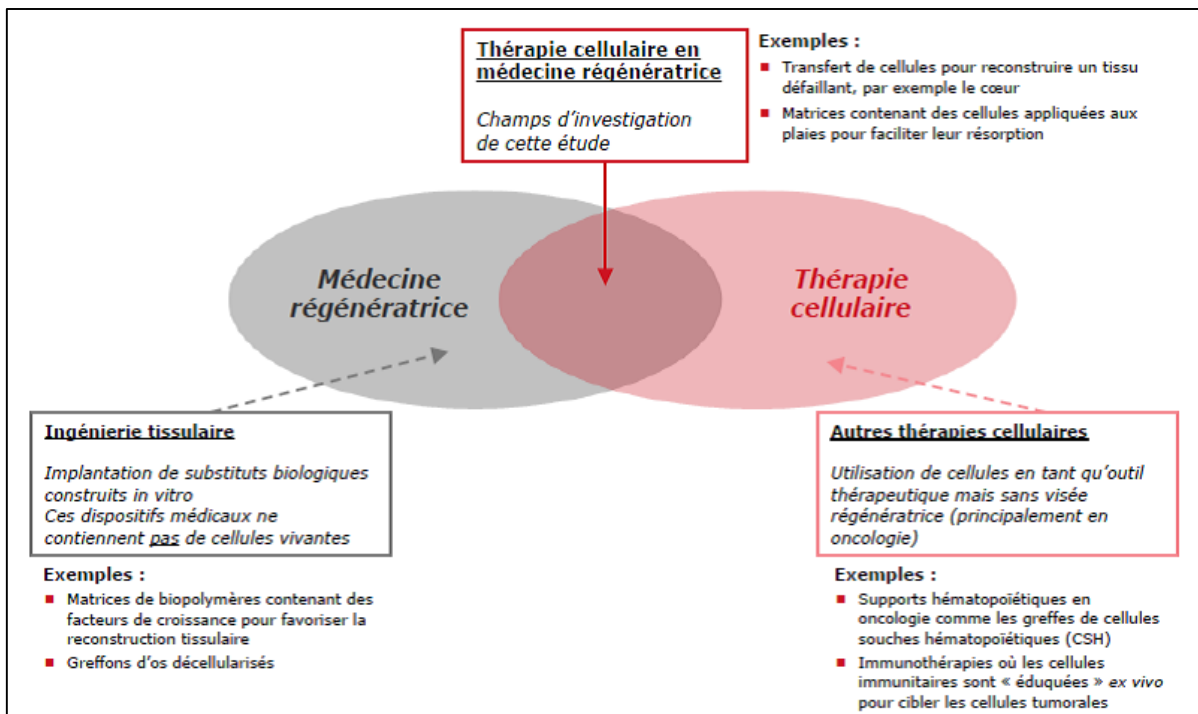 Thérapie cellulaire en
médecine régénératrice
Champs d'investigation
de cette étude
Exemples :
▪ Transfert de cellules pour reconstruire un tissu
défaillant, par exemple le cœur
▪ Matrices contenant des cellules appliquées aux
plaies pour faciliter leur résorption
Médecine
régénératrice
Thérapie
cellulaire
Ingénierie tissulaire
Implantation de substituts biologiques
construits in vitro
Ces dispositifs médicaux ne
contiennent pas de cellules vivantes
Exemples :
▪ Matrices de biopolymères contenant des
facteurs de croissance pour favoriser la
reconstruction tissulaire
▪ Greffons d'os décellularisés
Autres thérapies cellulaires
Utilisation de cellules en tant qu'outil
thérapeutique mais sans visée
régénératrice (principalement en
oncologie)
Exemples :
▪ Supports hématopoïétiques en
oncologie comme les greffes de cellules
souches hématopoïétiques (CSH)
▪ Immunothérapies où les cellules
immunitaires sont « éduquées » ex vivo
pour cibler les cellules tumorales